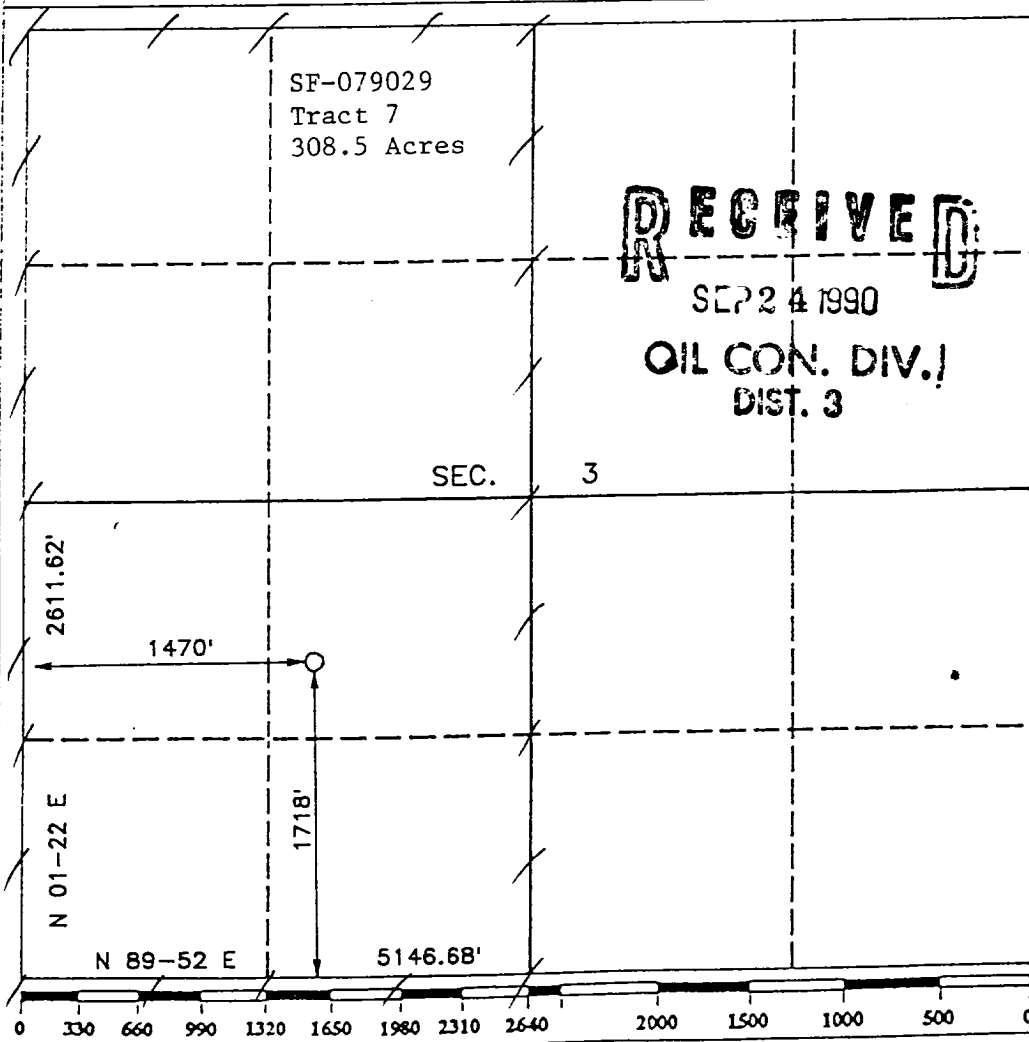 SF-079029
Tract 7
308.5 Acres
RECEIVED
SEP 24 1990
OIL CON. DIV.
DIST. 3
SEC. 3
2611.62'
1470'
1718'
N 01-22 E
N 89-52 E 5146.68'
0 330 660 990 1320 1650 1980 2310 2640 2000 1500 1000 500